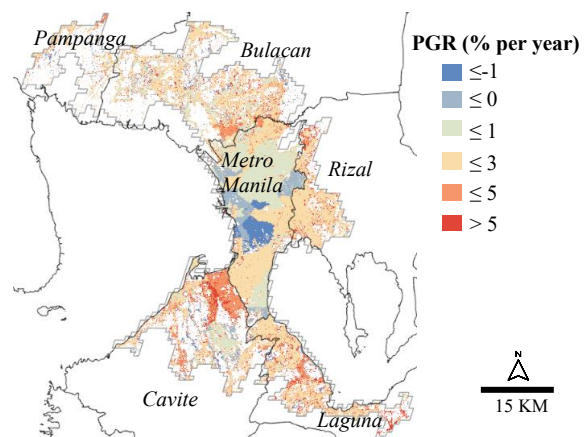 Pampanga
Bulacan
PGR (% per year)
≤-1
≤ 0
≤ 1
≤ 3
≤ 5
> 5
Metro
Manila
Rizal
Cavite
Laguna
N
15 KM